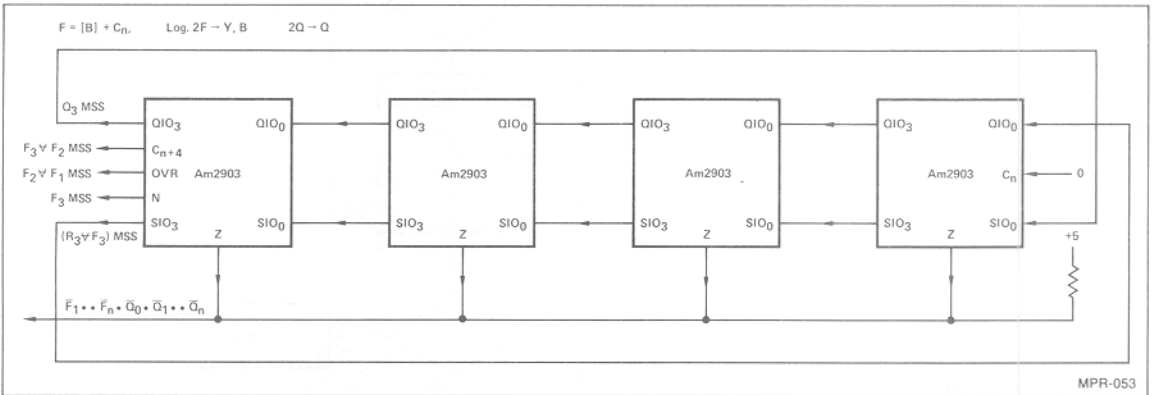 F = [B] + Cn,   Log. 2F → Y, B   2Q → Q
Q3 MSS
QIO3 QIO0 QIO3 QIO0 QIO3 QIO0 QIO3 QIO0
F3 ∀ F2 MSS Cn+4
F2 ∀ F1 MSS OVR Am2903 Am2903 Am2903 Am2903 Cn 0
F3 MSS N
SIO3 SIO0 SIO3 SIO0 SIO3 SIO0 SIO3 SIO0
(R3∀F3) MSS Z Z Z Z +5
F̅1 • • F̅n • Q̅0 • Q̅1 • • Q̅n
MPR-053